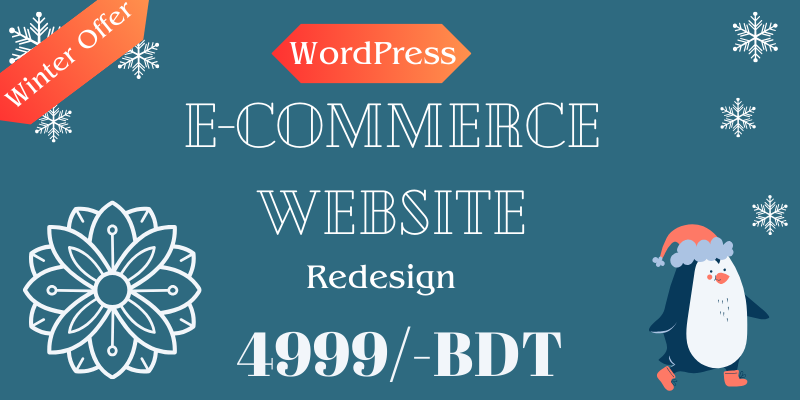 Winter Offer
WordPress
E-COMMERCE
WEBSITE
Redesign
4999/-BDT